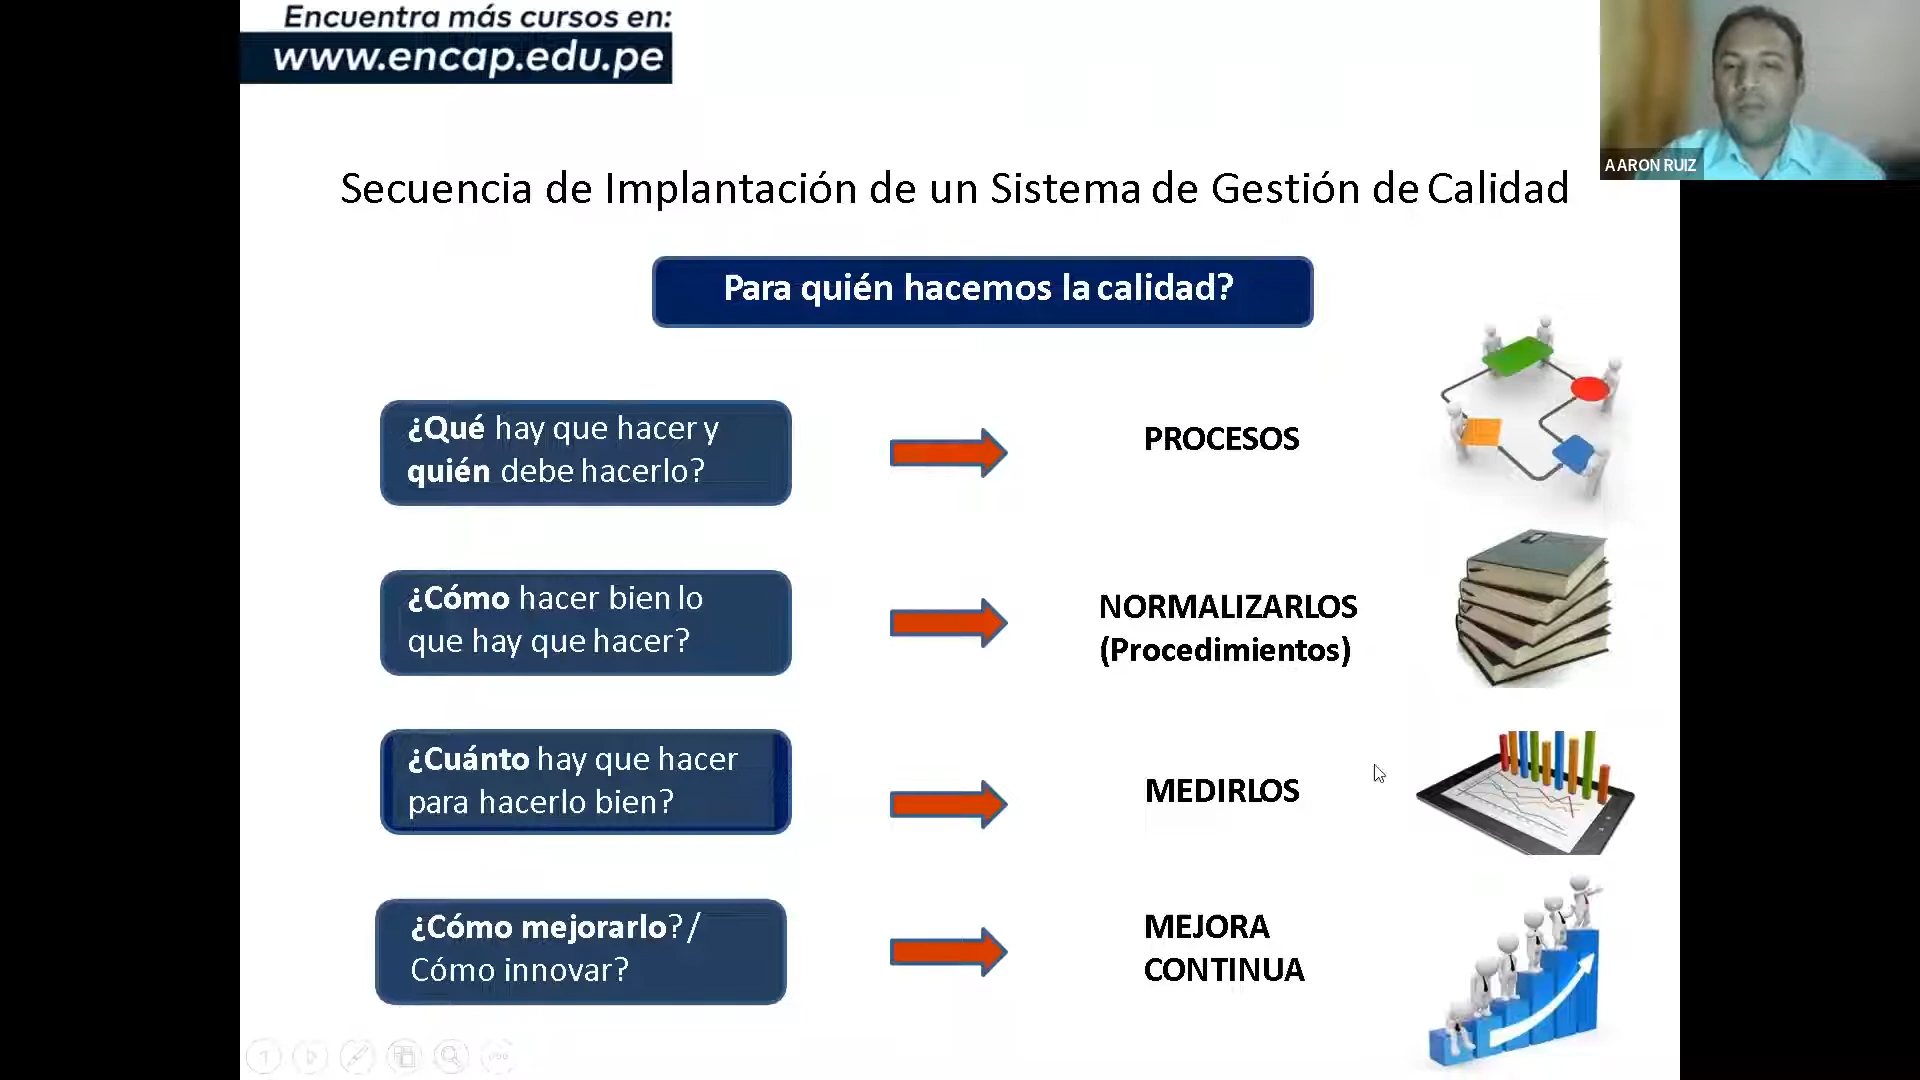 Encuentra más cursos en:
www.encap.edu.pe
AARON RUIZ
Secuencia de Implantación de un Sistema de Gestión de Calidad
Para quién hacemos la calidad?
¿Qué hay que hacer y
quién debe hacerlo?
PROCESOS
¿Cómo hacer bien lo
que hay que hacer?
NORMALIZARLOS
(Procedimientos)
¿Cuánto hay que hacer
para hacerlo bien?
MEDIRLOS
¿Cómo mejorarlo?/
Cómo innovar?
MEJORA
CONTINUA